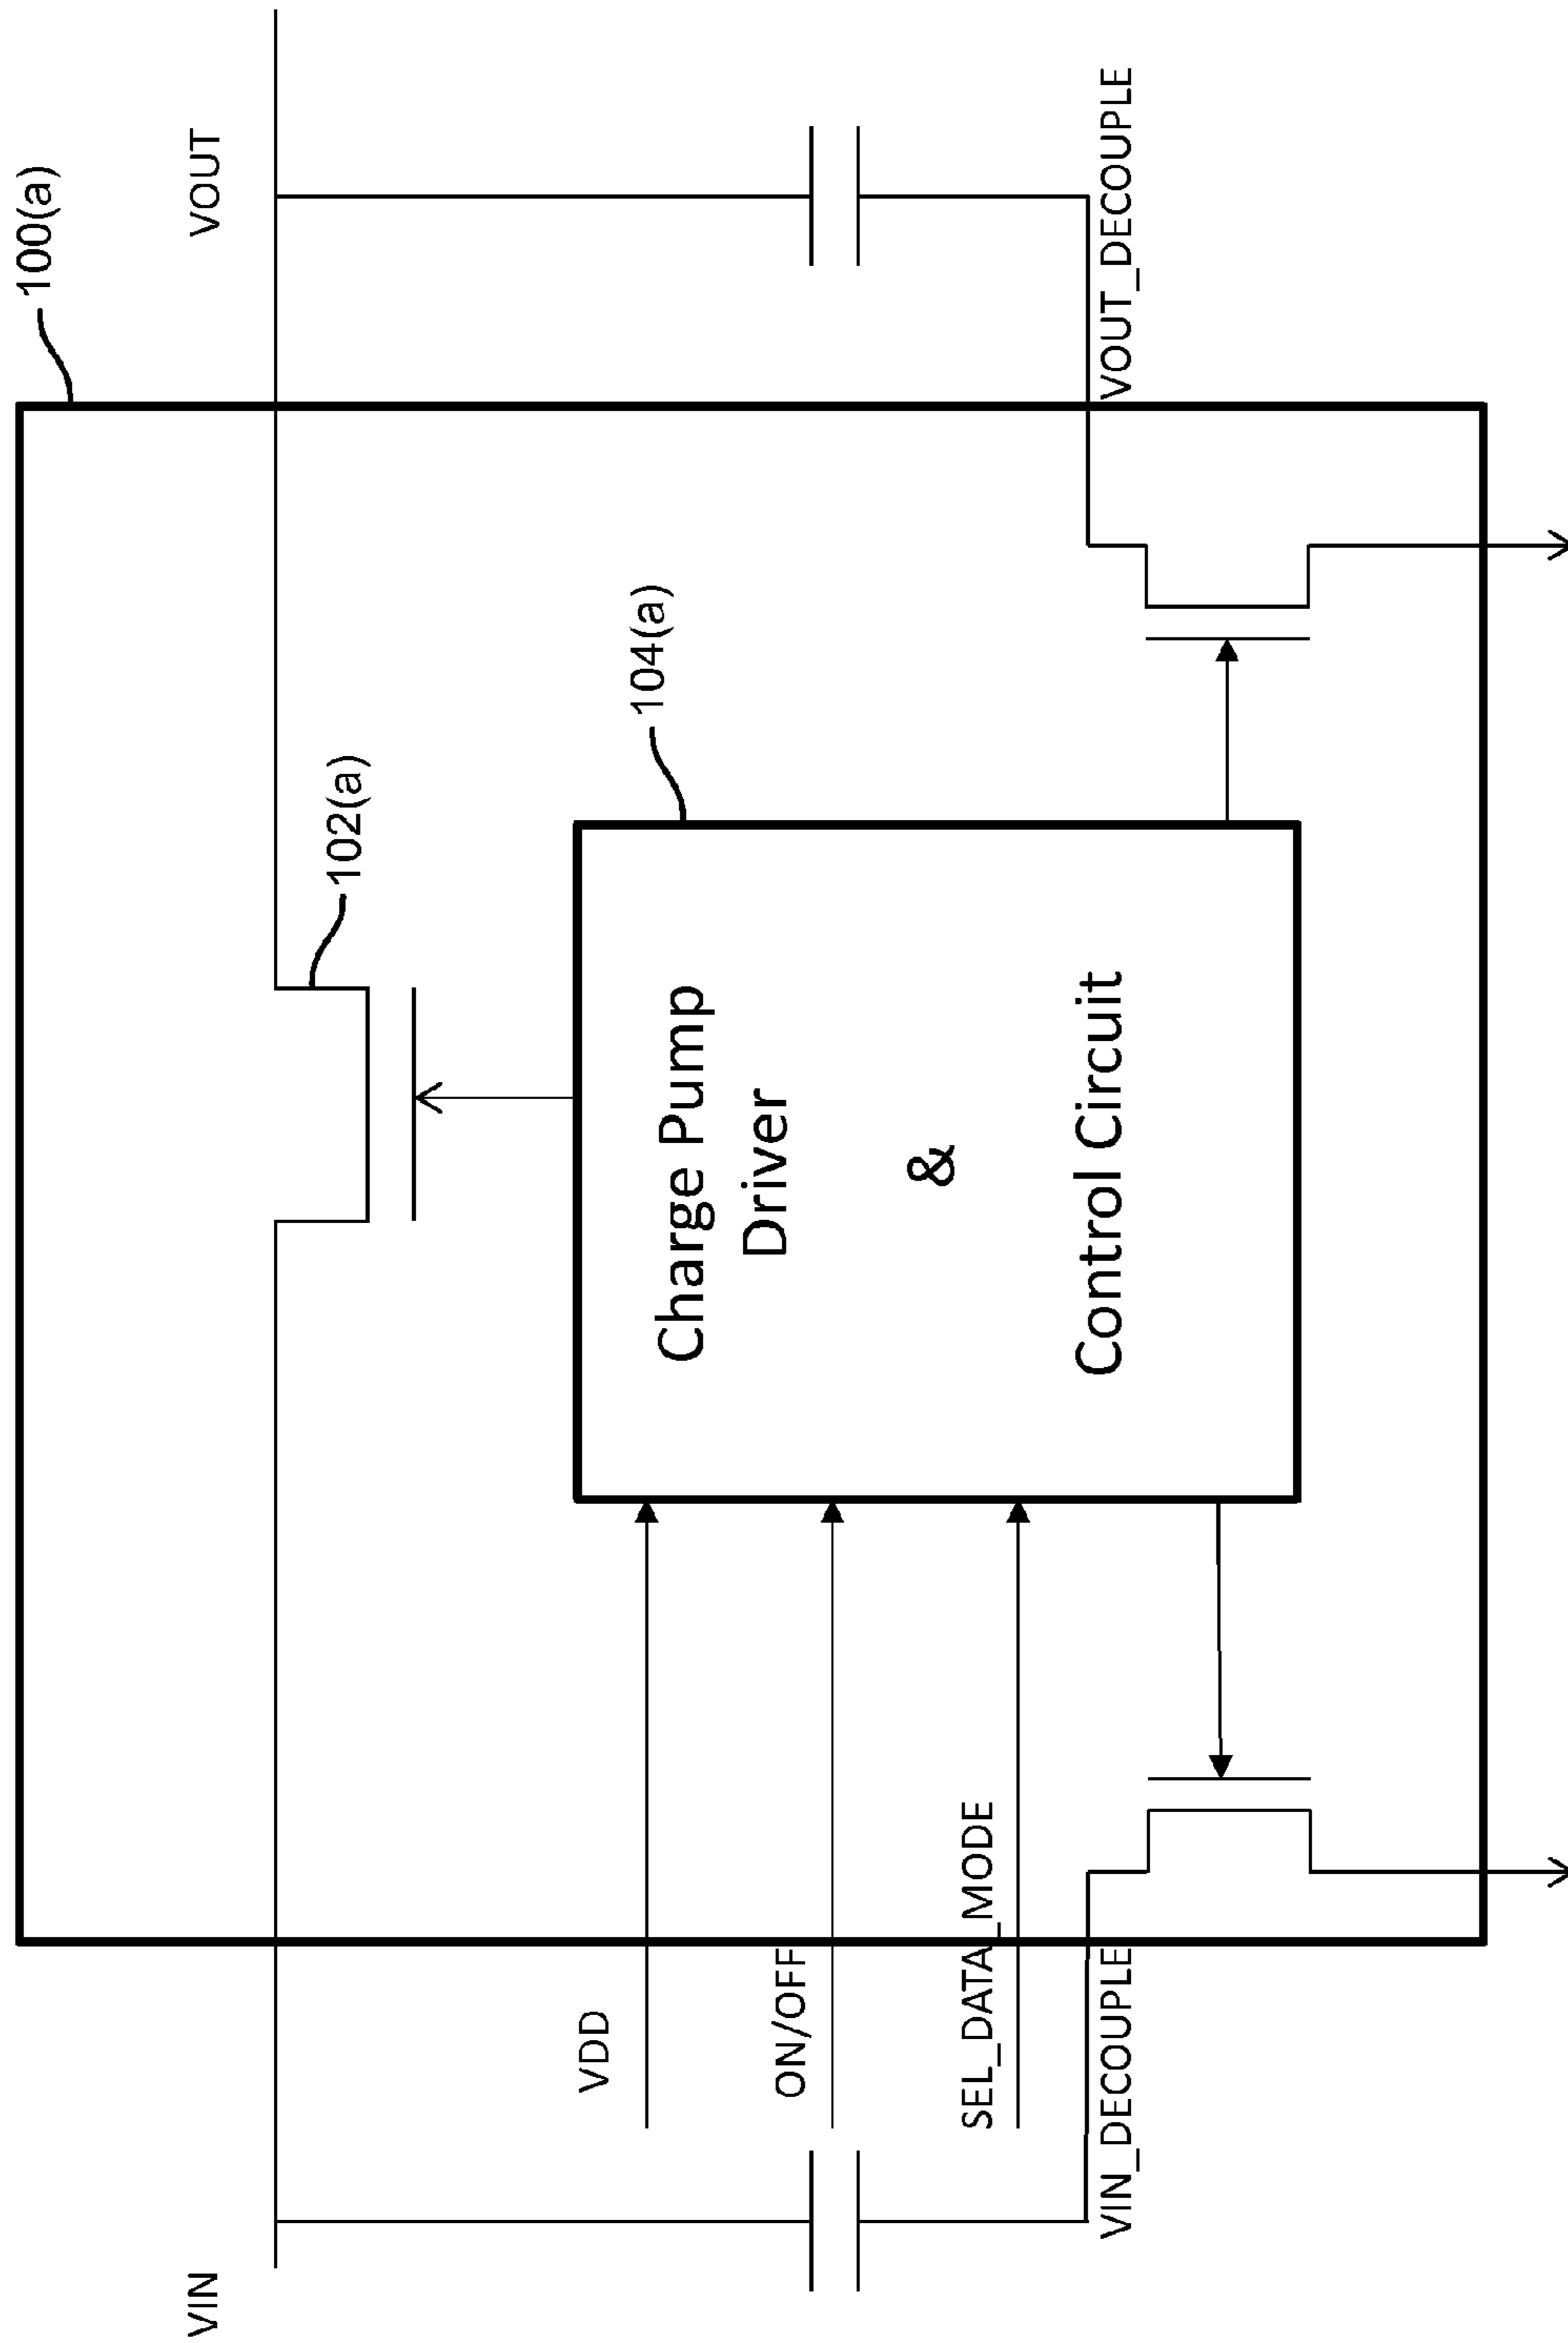 100(a)
VIN
VOUT
102(a)
104(a)
VDD
Charge Pump
Driver
ON/OFF
&
SEL_DATA_MODE
Control Circuit
VIN_DECOUPLE
VOUT_DECOUPLE